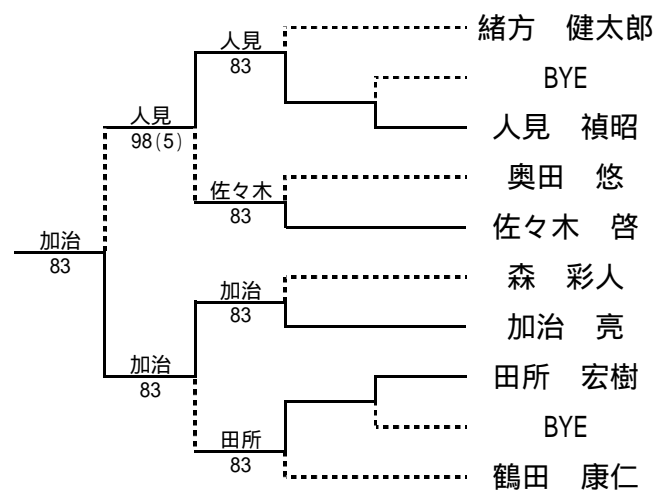 緒方　健太郎
人見
83
BYE
人見
98(5)
人見　禎昭
奥田　悠
佐々木
83
佐々木　啓
加治
83
森　彩人
加治
83
加治　亮
加治
83
田所　宏樹
BYE
田所
83
鶴田　康仁